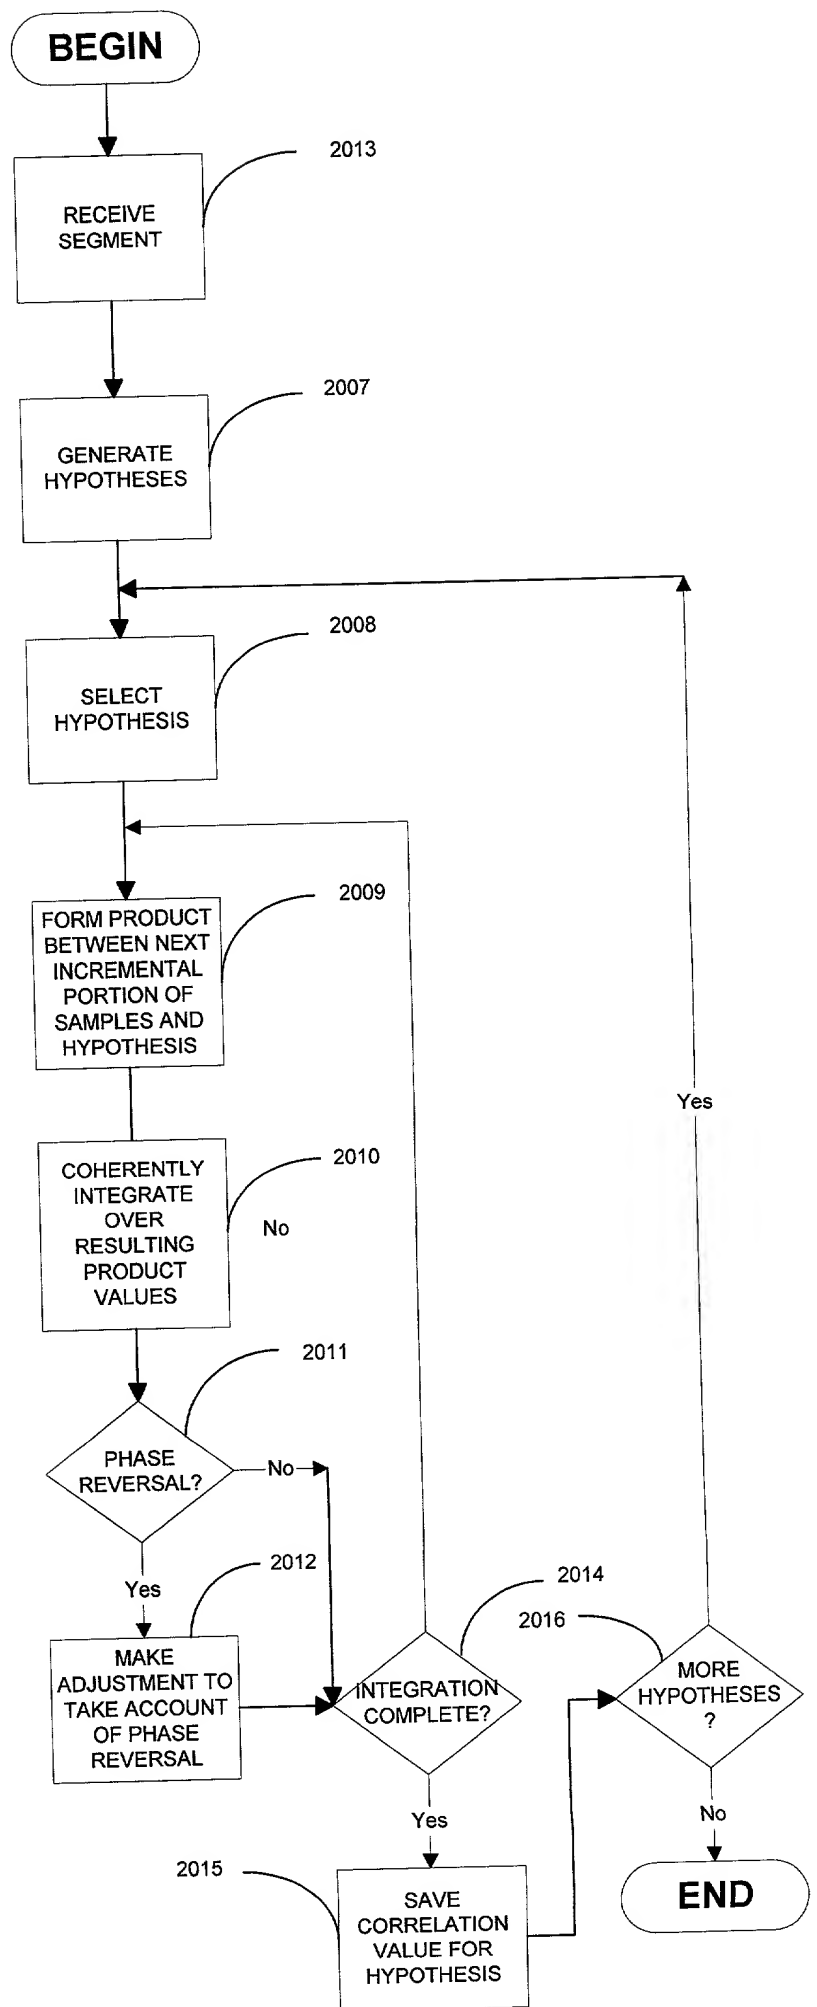 BEGIN
2013
RECEIVE
SEGMENT
2007
GENERATE
HYPOTHESES
2008
SELECT
HYPOTHESIS
2009
FORM PRODUCT
BETWEEN NEXT
INCREMENTAL
PORTION OF
SAMPLES AND
HYPOTHESIS
Yes
2010
COHERENTLY
INTEGRATE
OVER
RESULTING
PRODUCT
VALUES
No
2011
PHASE
REVERSAL?
No
2012
Yes
MAKE
ADJUSTMENT TO
TAKE ACCOUNT
OF PHASE
REVERSAL
2014
INTEGRATION
COMPLETE?
2016
MORE
HYPOTHESES
?
Yes
No
2015
SAVE
CORRELATION
VALUE FOR
HYPOTHESIS
END